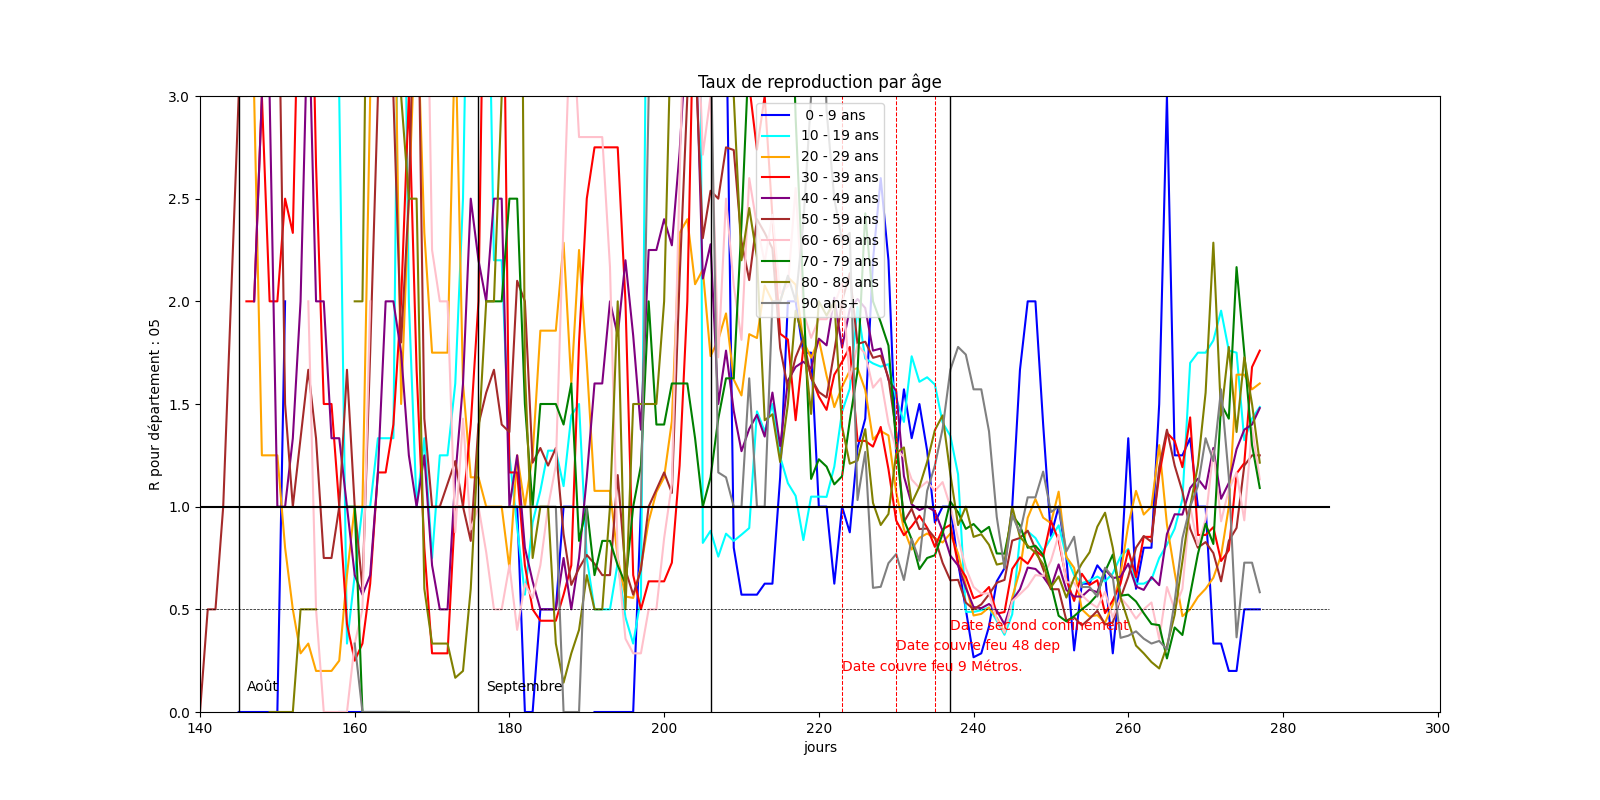 Taux de reproduction par âge
R pour département : 05
3.0
2.5
2.0
1.5
1.0
0.5
0.0
0 - 9 ans
10 - 19 ans
20 - 29 ans
30 - 39 ans
40 - 49 ans
50 - 59 ans
60 - 69 ans
70 - 79 ans
80 - 89 ans
90 ans+
Date second confinement
Date couvre feu 48 dep
Date couvre feu 9 Métros.
Août
Septembre
140 160 180 200 220 240 260 280 300
jours